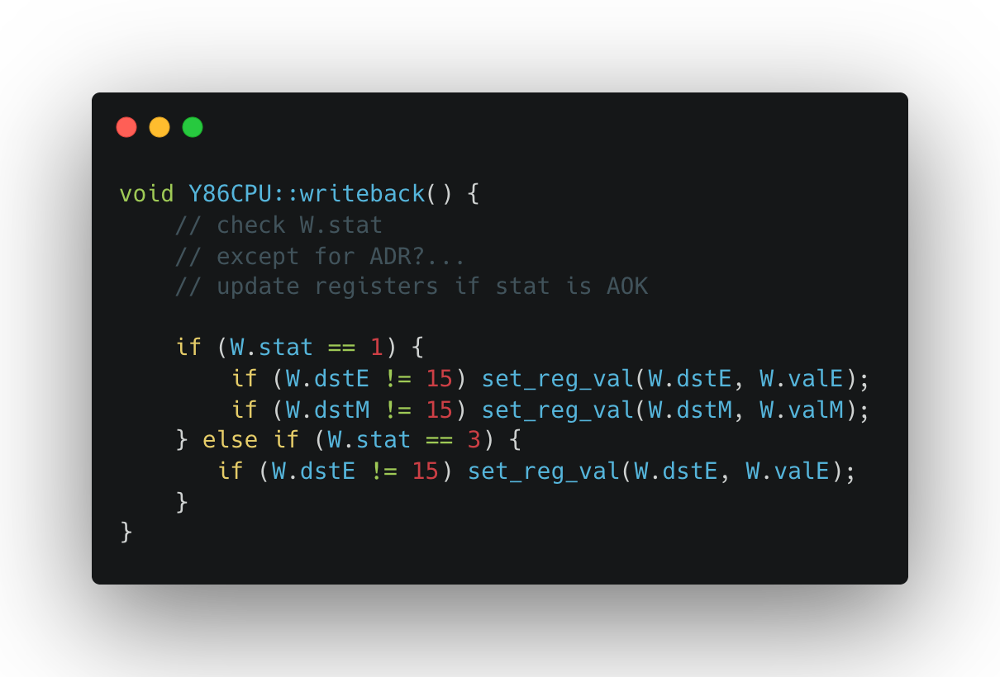 void Y86CPU::writeback() {
    // check W.stat
    // except for ADR?...
    // update registers if stat is AOK

    if (W.stat == 1) {
        if (W.dstE != 15) set_reg_val(W.dstE, W.valE);
        if (W.dstM != 15) set_reg_val(W.dstM, W.valM);
    } else if (W.stat == 3) {
       if (W.dstE != 15) set_reg_val(W.dstE, W.valE);
    }
}